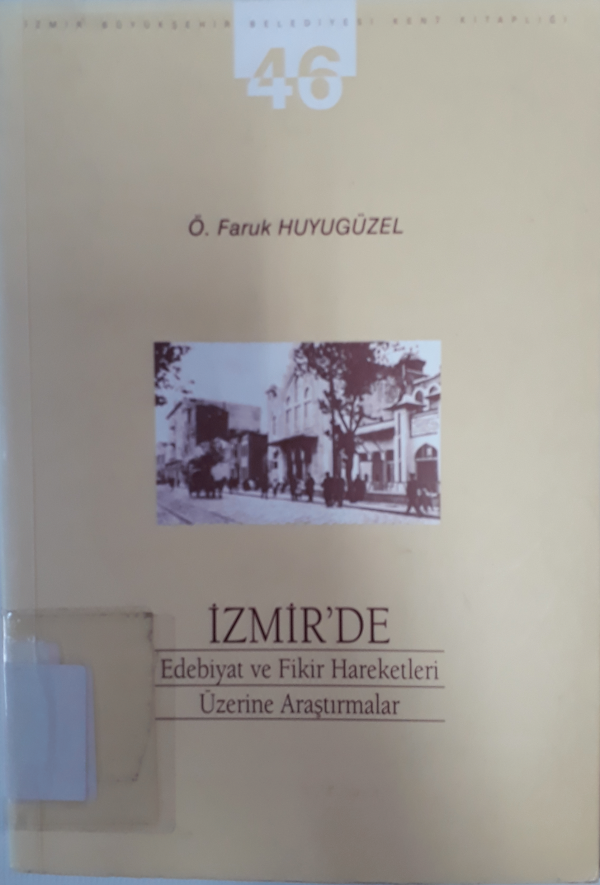 İZMİR BÜYÜKŞEHİR BELEDİYESİ KENT KİTAPLIĞI
46
Ö. Faruk HUYUGÜZEL
İZMİR'DE
Edebiyat ve Fikir Hareketleri
Üzerine Araştırmalar